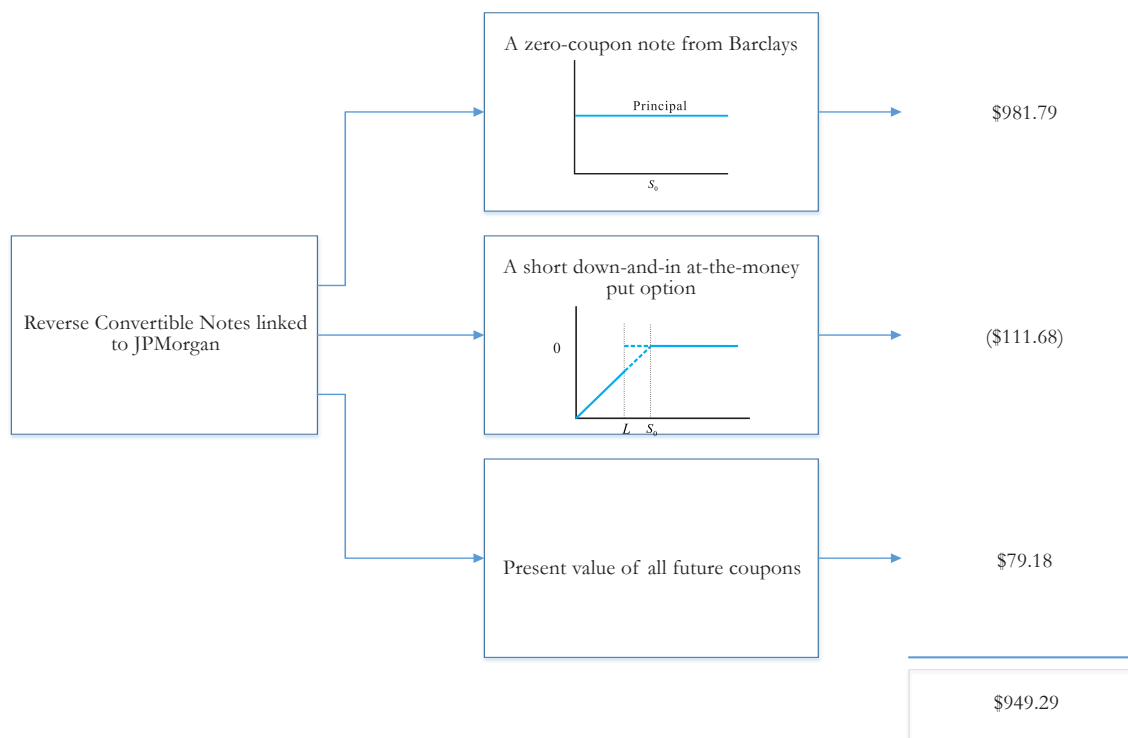 A zero-coupon note from Barclays
Principal
S₀
$981.79
Reverse Convertible Notes linked
to JPMorgan
A short down-and-in at-the-money
put option
0
L S₀
($111.68)
Present value of all future coupons
$79.18
$949.29